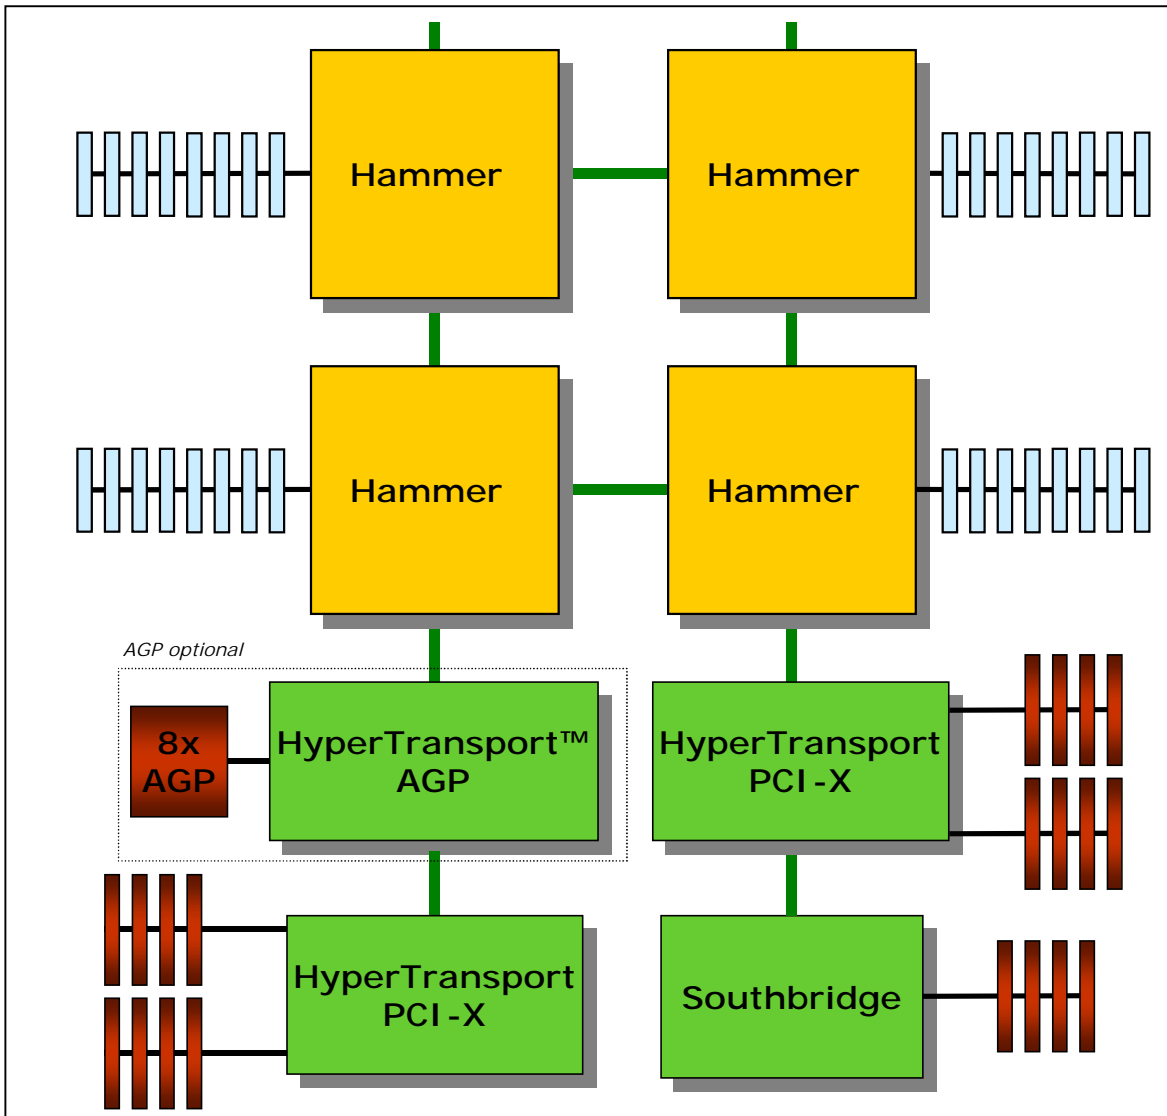 Hammer
Hammer
Hammer
Hammer
AGP optional
8x
AGP
HyperTransport™
AGP
HyperTransport
PCI-X
HyperTransport
PCI-X
Southbridge